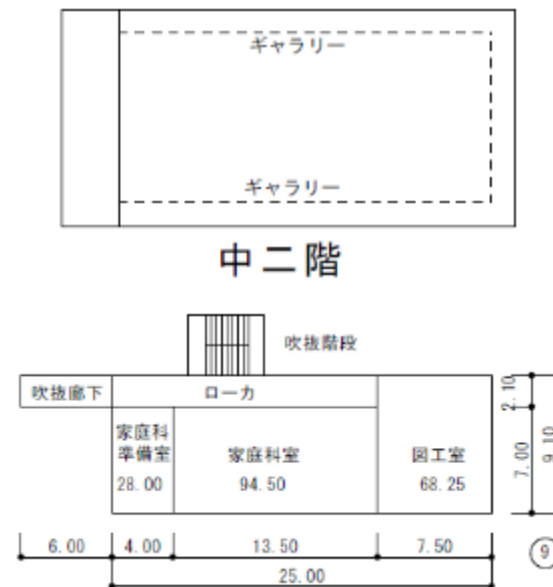 ギャラリー
ギャラリー
中二階
吹抜階段
吹抜廊下
ローカ
家庭科
準備室
28.00
家庭科室
94.50
図工室
68.25
2.10
7.00
9.10
6.00
4.00
13.50
7.50
25.00
9